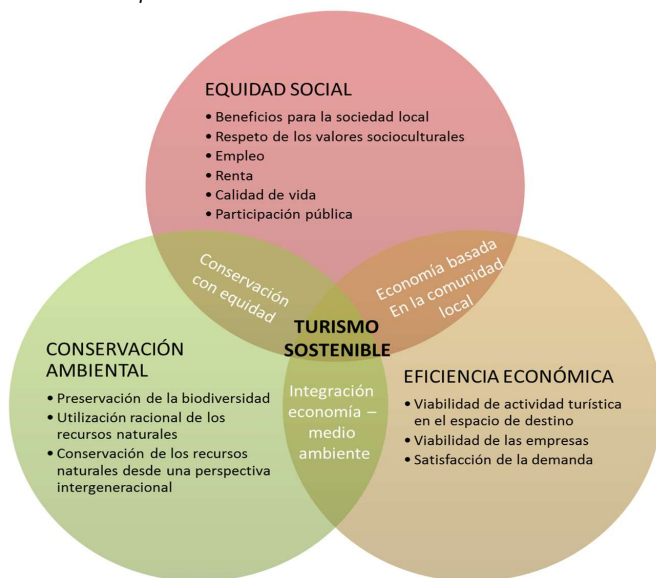 EQUIDAD SOCIAL
• Beneficios para la sociedad local
• Respeto de los valores socioculturales
• Empleo
• Renta
• Calidad de vida
• Participación pública
Conservación
con equidad
Economía basada
En la comunidad
local
TURISMO
SOSTENIBLE
CONSERVACIÓN
AMBIENTAL
• Preservación de la biodiversidad
• Utilización racional de los
recursos naturales
• Conservación de los recursos
naturales desde una perspectiva
intergeneracional
Integración
economía –
medio
ambiente
EFICIENCIA ECONÓMICA
• Viabilidad de actividad turística
en el espacio de destino
• Viabilidad de las empresas
• Satisfacción de la demanda